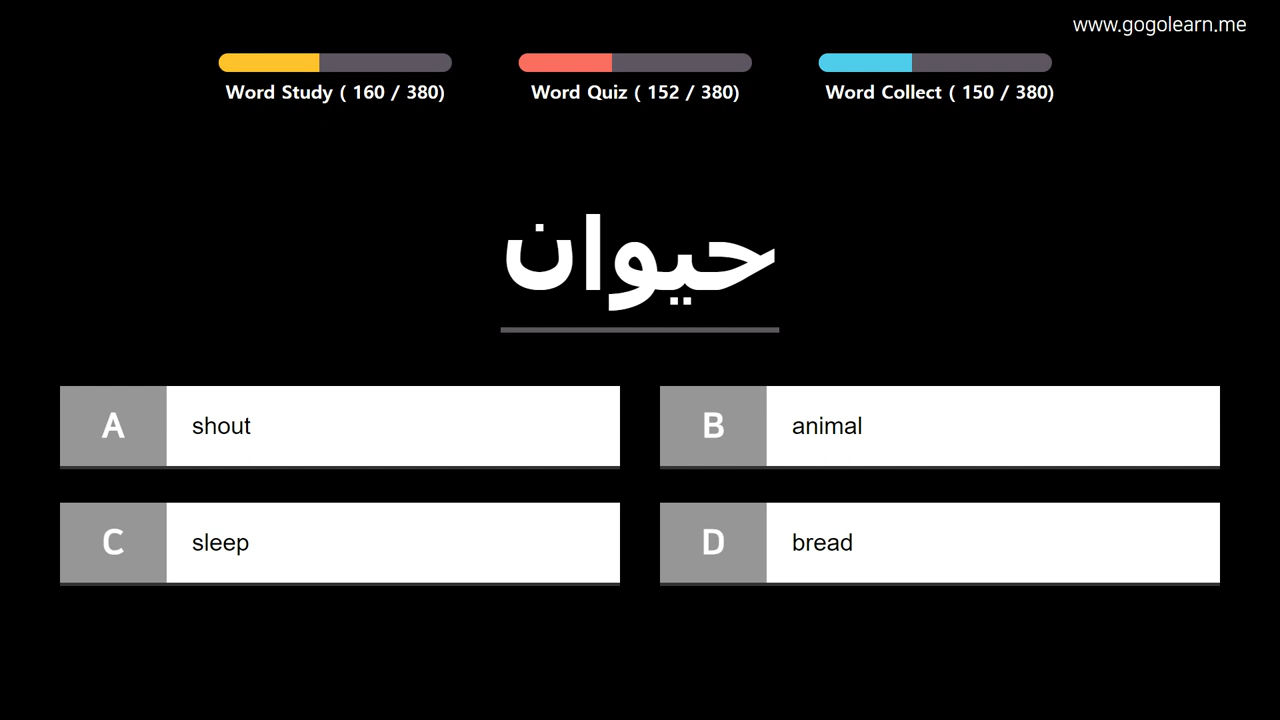 www.gogolearn.me
Word Study ( 160 / 380)
Word Quiz ( 152 / 380)
Word Collect ( 150 / 380)
حيوان
A shout
B animal
C sleep
D bread